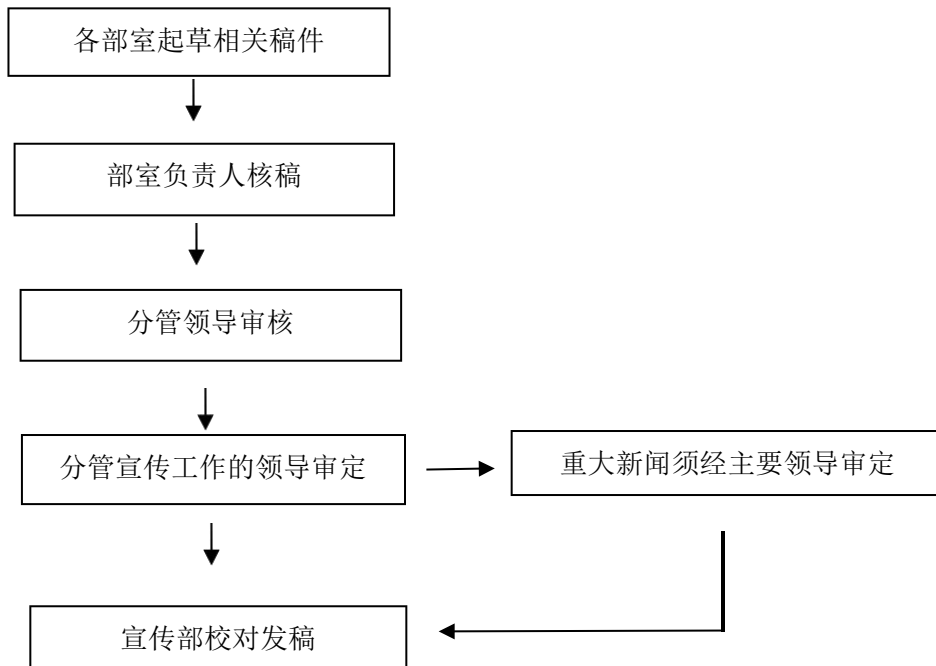 各部室起草相关稿件
部室负责人核稿
分管领导审核
分管宣传工作的领导审定
重大新闻须经主要领导审定
宣传部校对发稿